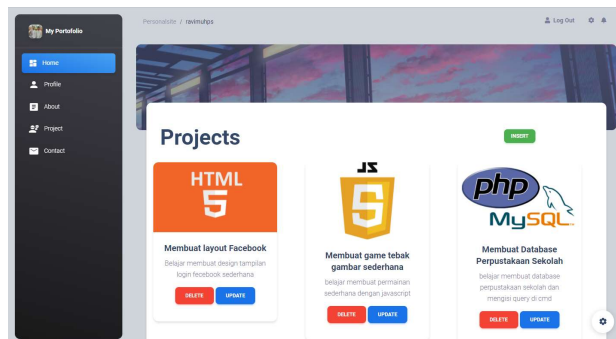 My Portofolio
Home
Profile
About
Project
Contact
Personalsite / ravimuhps
Log Out
Projects
INSERT
HTML
5
Membuat layout Facebook
Belajar membuat design tampilan
login fecebook sederhana
DELETE UPDATE
JS
5
Membuat game tebak
gambar sederhana
belajar membuat permainan
sederhana dengan javascript
DELETE UPDATE
php
MySQL
Membuat Database
Perpustakaan Sekolah
belajar membuat database
perpustakaan sekolah dan
mengisi query di cmd
DELETE UPDATE